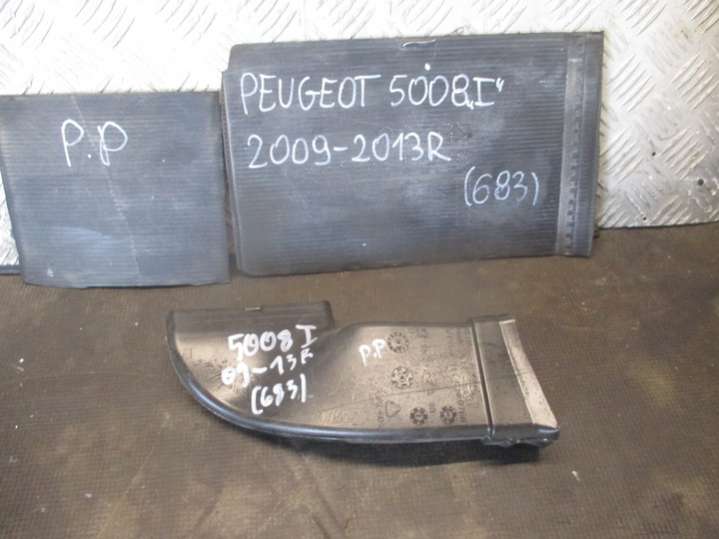 P.P
PEUGEOT 5008 "I"
2009-2013R
(683)
5008 I
09-13R
(683)
P.P